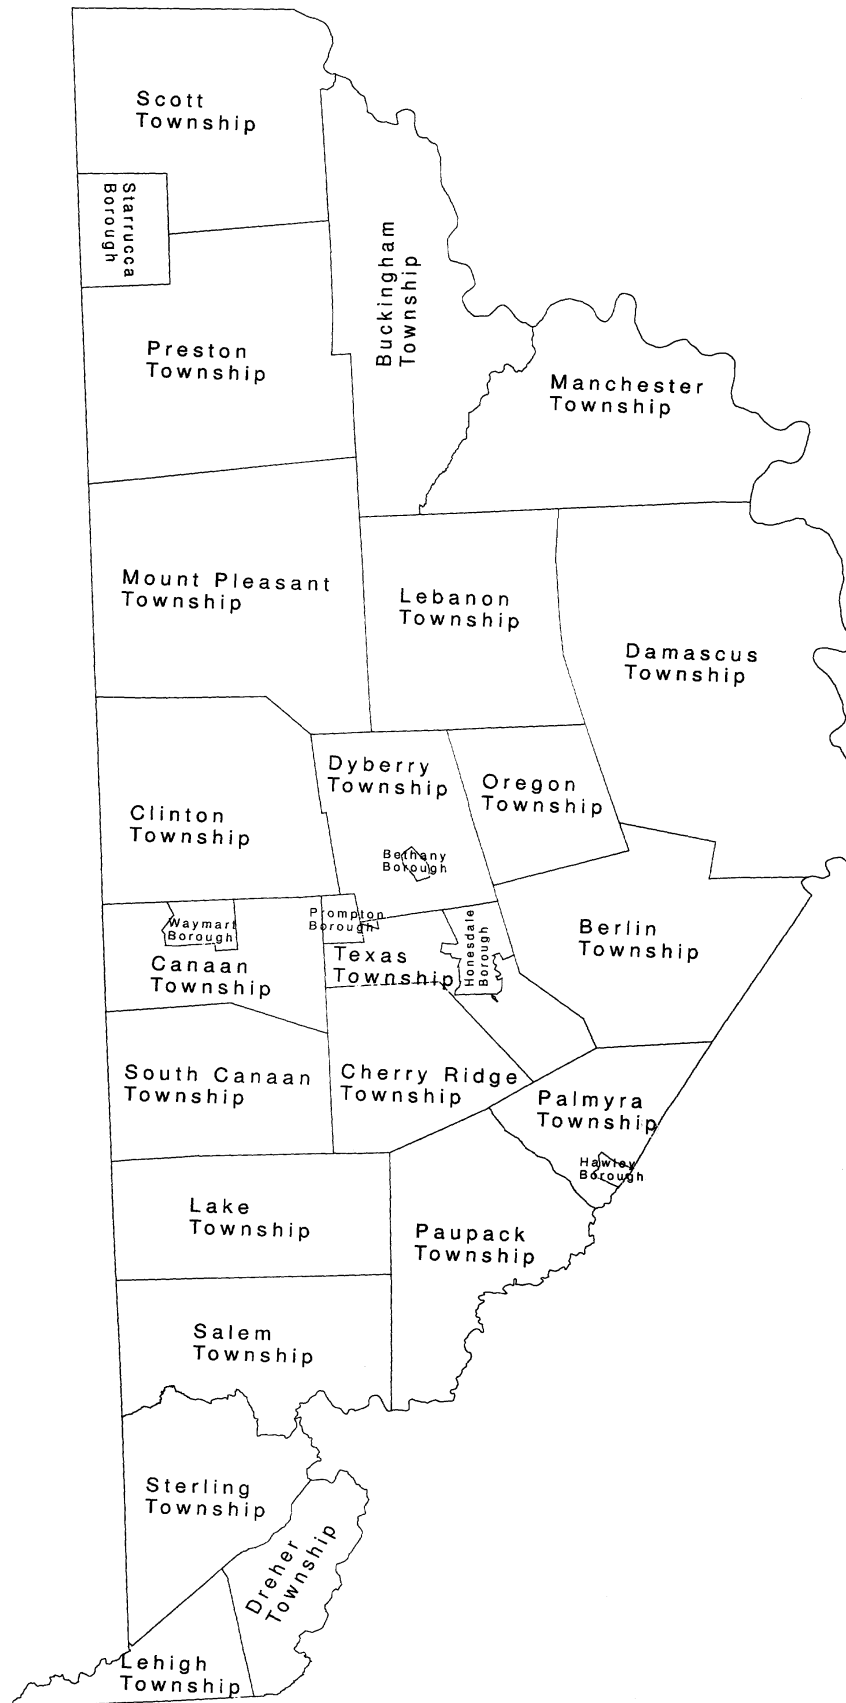 Scott
Township
Starrucca
Borough
Buckingham
Township
Preston
Township
Manchester
Township
Mount Pleasant
Township
Lebanon
Township
Damascus
Township
Dyberry
Township
Oregon
Township
Clinton
Township
Bethany
Borough
Waymart
Borough
Prompton
Borough
Honesdale
Borough
Berlin
Township
Canaan
Township
Texas
Township
South Canaan
Township
Cherry Ridge
Township
Palmyra
Township
Hawley
Borough
Lake
Township
Paupack
Township
Salem
Township
Sterling
Township
Dreher
Township
Lehigh
Township